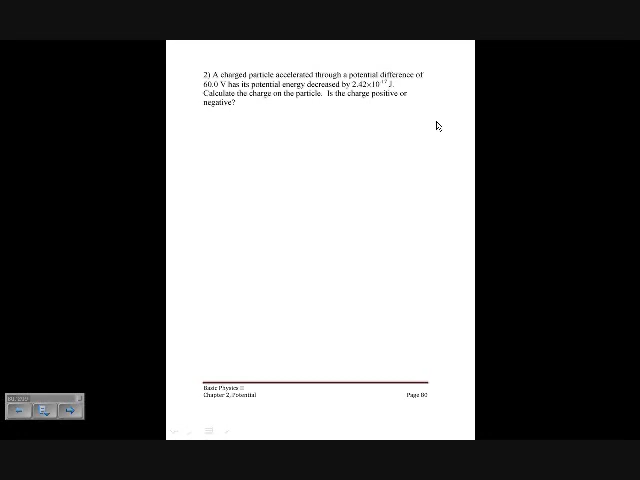 2) A charged particle accelerated through a potential difference of
60.0 V has its potential energy decreased by 2.42×10⁻¹⁷ J.
Calculate the charge on the particle.  Is the charge positive or
negative?
Basic Physics II
Chapter 2, Potential
Page 80